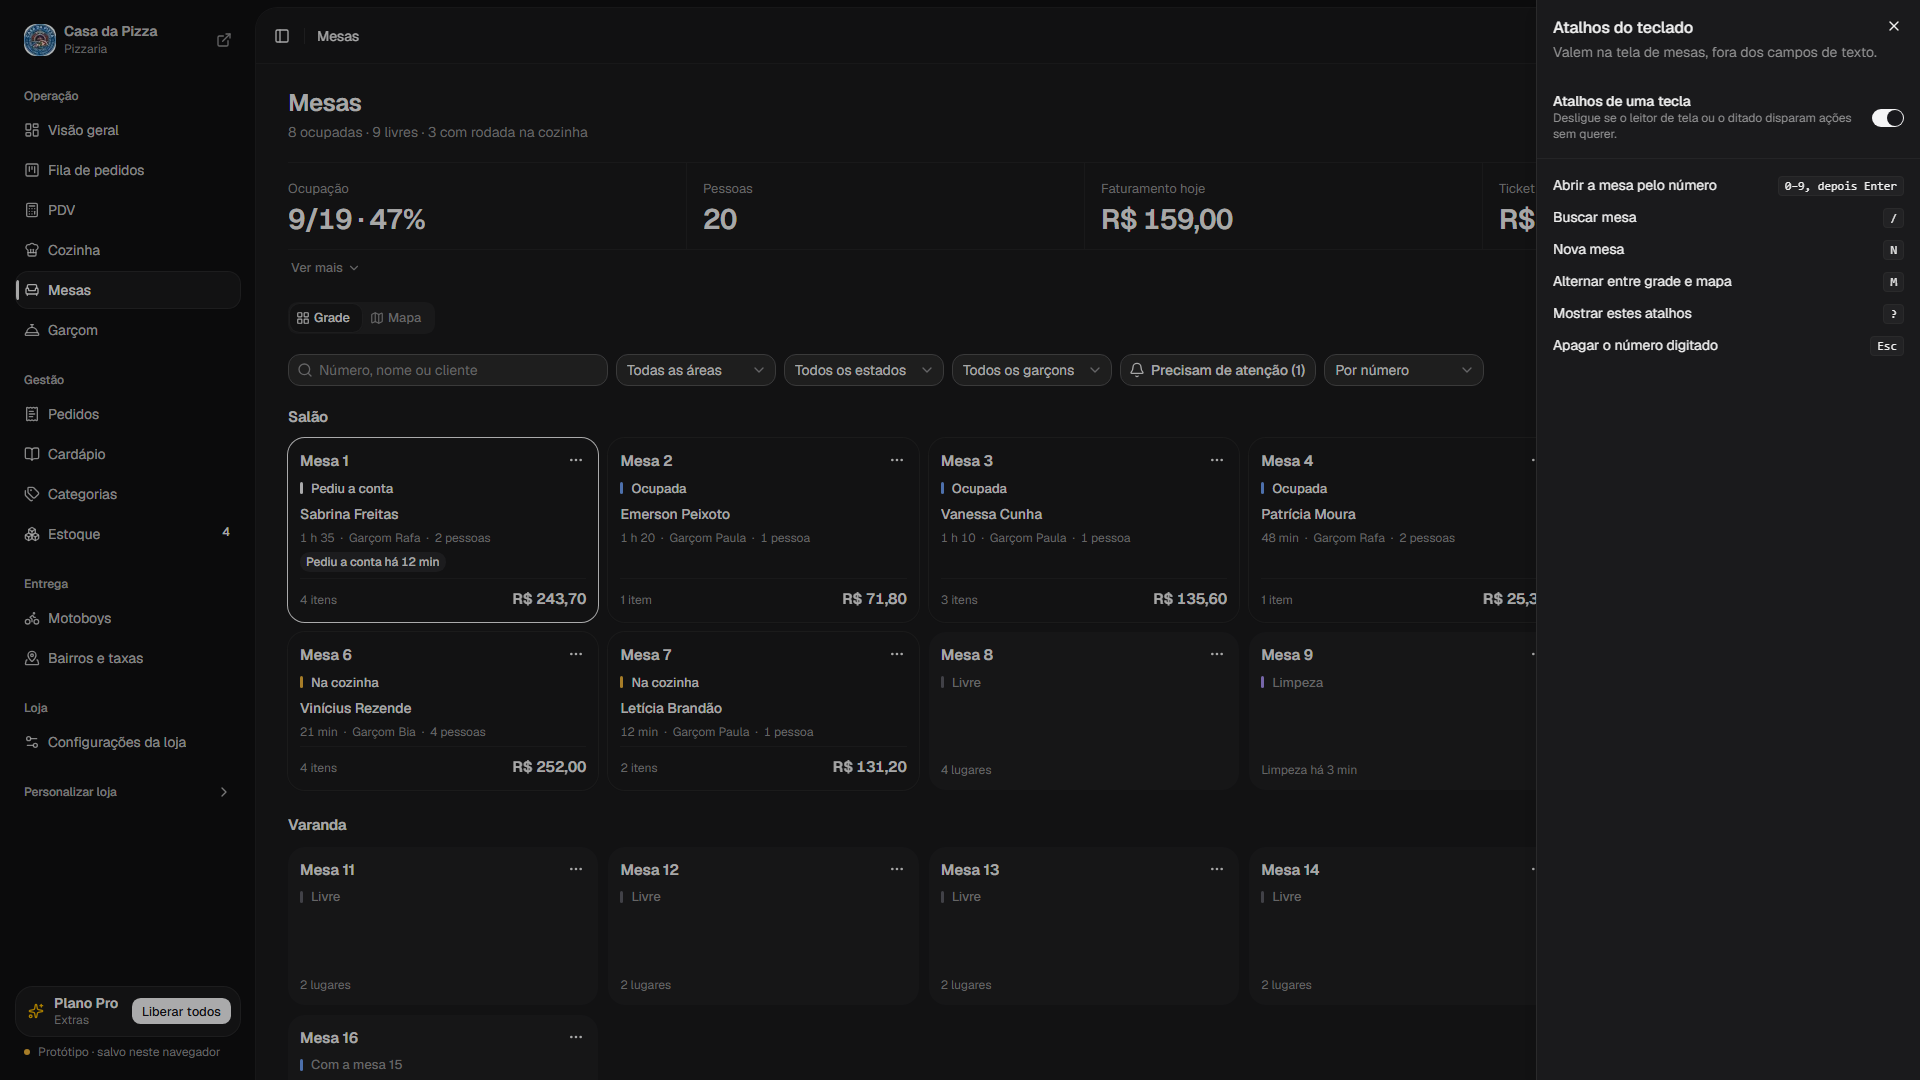 Casa da Pizza
Pizzaria
Operação
Visão geral
Fila de pedidos
PDV
Cozinha
Mesas
Garçom
Gestão
Pedidos
Cardápio
Categorias
Estoque 4
Entrega
Motoboys
Bairros e taxas
Loja
Configurações da loja
Personalizar loja
Plano Pro
Extras
Liberar todos
Protótipo · salvo neste navegador
Mesas
Mesas
8 ocupadas · 9 livres · 3 com rodada na cozinha
Ocupação
9/19 · 47%
Pessoas
20
Faturamento hoje
R$ 159,00
Ticket
R$
Ver mais
Grade Mapa
Número, nome ou cliente
Todas as áreas
Todos os estados
Todos os garçons
Precisam de atenção (1)
Por número
Salão
Mesa 1
Pediu a conta
Sabrina Freitas
1 h 35 · Garçom Rafa · 2 pessoas
Pediu a conta há 12 min
4 itens R$ 243,70
Mesa 2
Ocupada
Emerson Peixoto
1 h 20 · Garçom Paula · 1 pessoa
1 item R$ 71,80
Mesa 3
Ocupada
Vanessa Cunha
1 h 10 · Garçom Paula · 1 pessoa
3 itens R$ 135,60
Mesa 4
Ocupada
Patrícia Moura
48 min · Garçom Rafa · 2 pessoas
1 item R$ 25,3
Mesa 6
Na cozinha
Vinícius Rezende
21 min · Garçom Bia · 4 pessoas
4 itens R$ 252,00
Mesa 7
Na cozinha
Letícia Brandão
12 min · Garçom Paula · 1 pessoa
2 itens R$ 131,20
Mesa 8
Livre
4 lugares
Mesa 9
Limpeza
Limpeza há 3 min
Varanda
Mesa 11
Livre
2 lugares
Mesa 12
Livre
2 lugares
Mesa 13
Livre
2 lugares
Mesa 14
Livre
2 lugares
Mesa 16
Com a mesa 15
Atalhos do teclado
Valem na tela de mesas, fora dos campos de texto.
Atalhos de uma tecla
Desligue se o leitor de tela ou o ditado disparam ações
sem querer.
Abrir a mesa pelo número 0–9, depois Enter
Buscar mesa /
Nova mesa N
Alternar entre grade e mapa M
Mostrar estes atalhos ?
Apagar o número digitado Esc